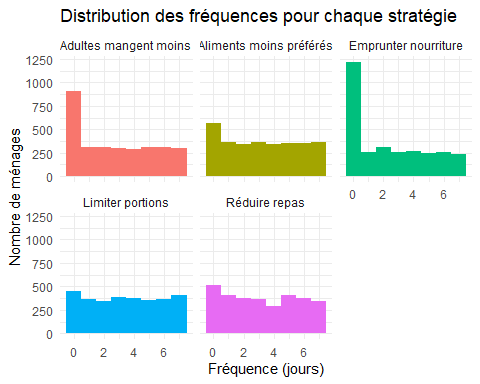 Distribution des fréquences pour chaque stratégie
Adultes mangent moins Aliments moins préférés Emprunter nourriture
1250
1000
750
500
250
0
0 2 4 6
Limiter portions Réduire repas
1250
1000
750
500
250
0
0 2 4 6 0 2 4 6
Nombre de ménages
Fréquence (jours)